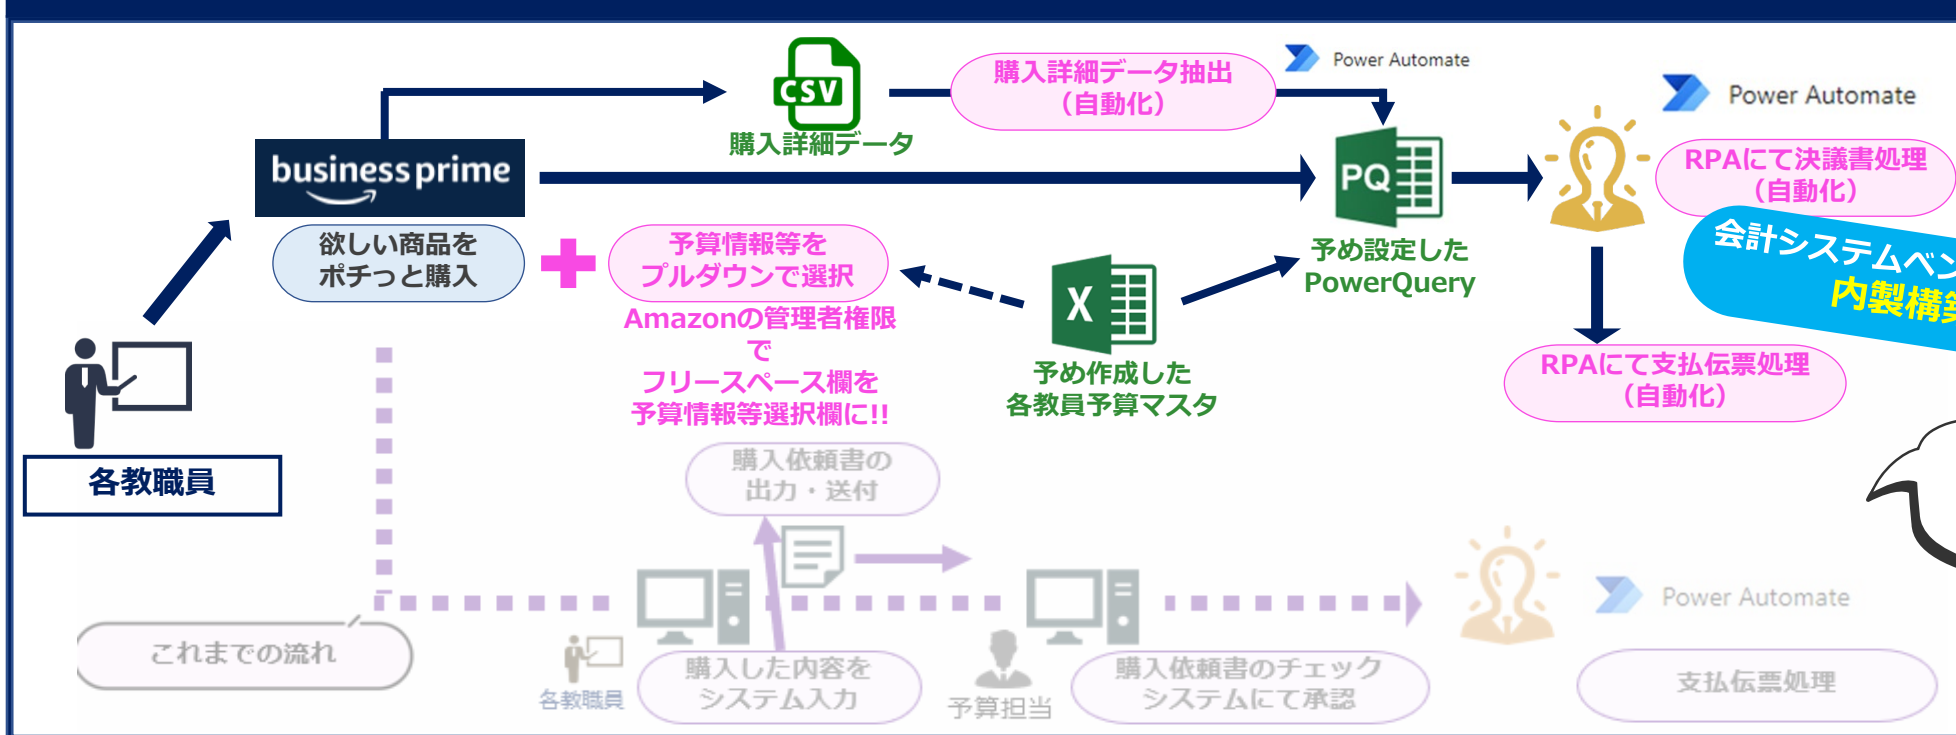 CSV
購入詳細データ
購入詳細データ抽出
（自動化）
Power Automate
Power Automate
business prime
PQ
RPAにて決議書処理
（自動化）
欲しい商品を
ポチっと購入
予算情報等を
プルダウンで選択
Amazonの管理者権限
で
フリースペース欄を
予算情報等選択欄に!!
X
予め作成した
各教員予算マスタ
予め設定した
PowerQuery
会計システムベン
内製構築
RPAにて支払伝票処理
（自動化）
各教職員
購入依頼書の
出力・送付
これまでの流れ
各教職員
購入した内容を
システム入力
予算担当
購入依頼書のチェック
システムにて承認
Power Automate
支払伝票処理